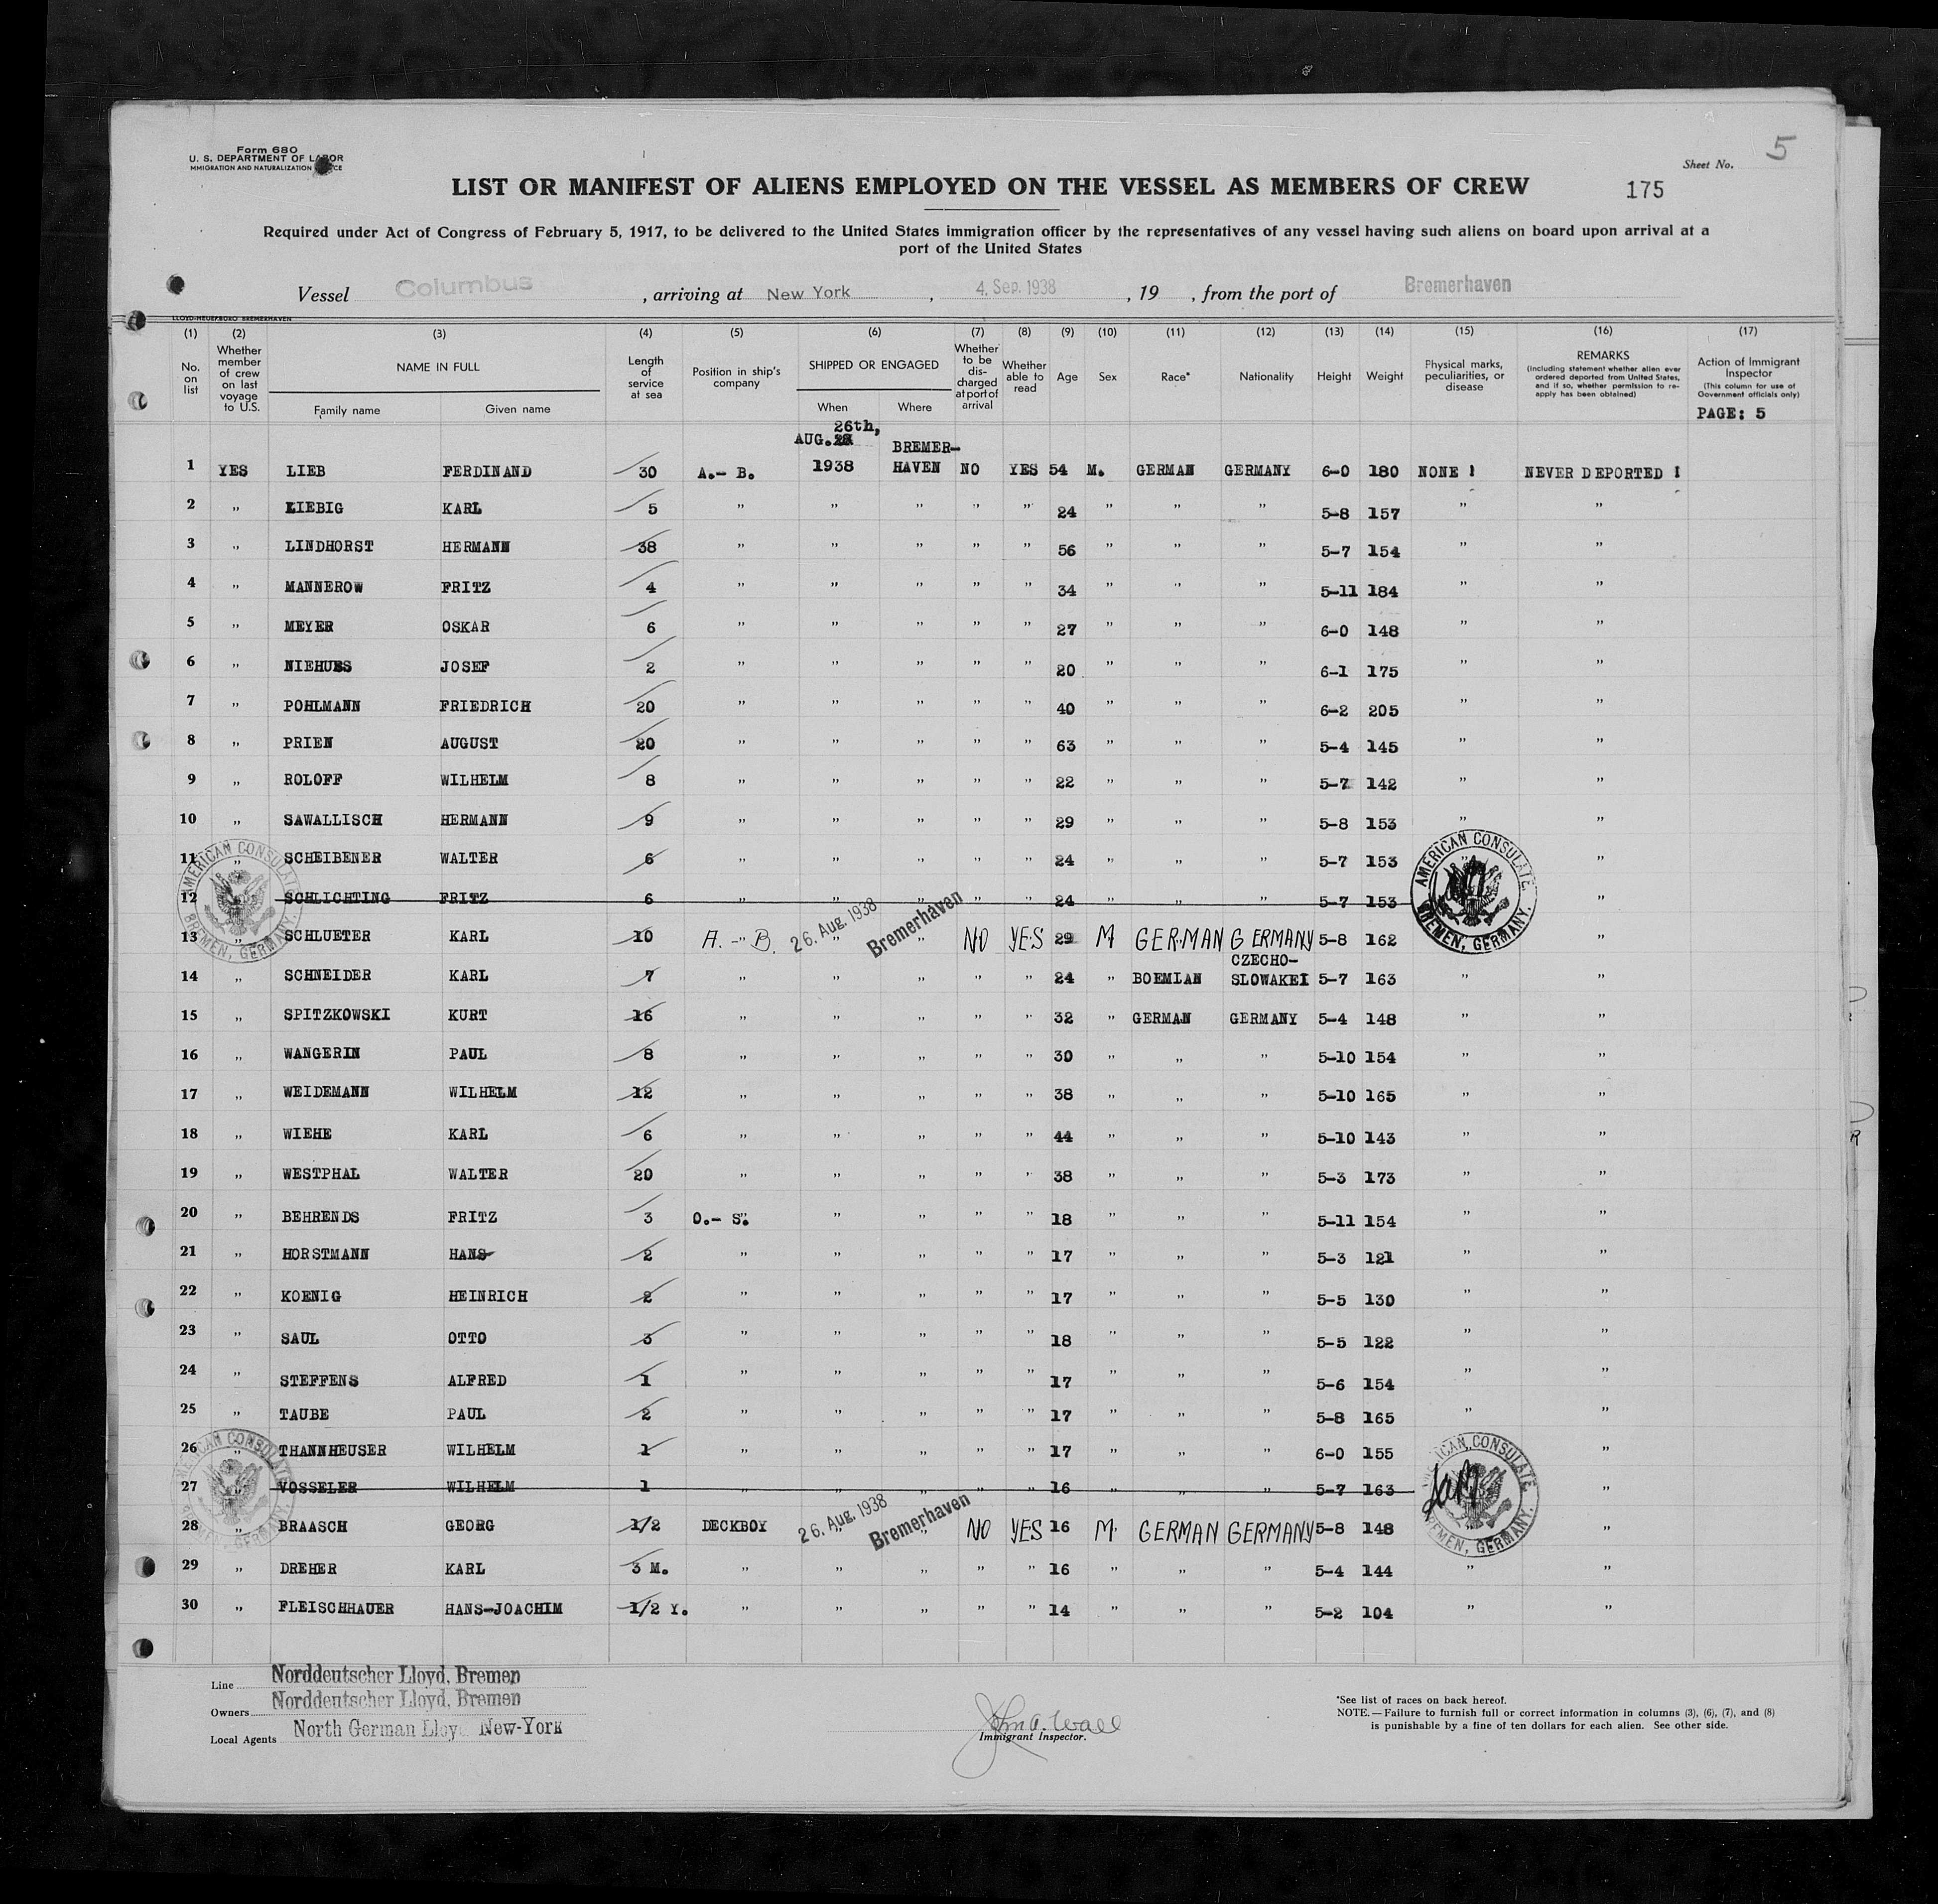 Form 680
U. S. DEPARTMENT OF LABOR
IMMIGRATION AND NATURALIZATION
Sheet No. 5
LIST OR MANIFEST OF ALIENS EMPLOYED ON THE VESSEL AS MEMBERS OF CREW 175
Required under Act of Congress of February 5, 1917, to be delivered to the United States immigration officer by the representatives of any vessel having such aliens on board upon arrival at a
port of the United States
Vessel Columbus, arriving at New York, 4. Sep. 1938, 19 , from the port of Bremerhaven
(1) (2) (3) (4) (5) (6) (7) (8) (9) (10) (11) (12) (13) (14) (15) (16) (17)
No. on list
Whether member of crew on last voyage to U.S.
NAME IN FULL
Family name Given name
Length of service at sea
Position in ship's company
SHIPPED OR ENGAGED
When Where
Whether to be discharged at port of arrival
Whether able to read
Age
Sex
Race*
Nationality
Height
Weight
Physical marks, peculiarities, or disease
REMARKS
(Including statement whether alien ever ordered deported from United States, and if so, whether permission to reapply has been obtained)
Action of Immigrant Inspector
(This column for use of Government officials only)
PAGE: 5
26th,
AUG. BREMER-
1 YES LIEB FERDINAND 30 A.- B. 1938 HAVEN NO YES 54 M. GERMAN GERMANY 6-0 180 NONE ! NEVER DEPORTED !
2 " LIEBIG KARL 5 " " " " " 24 " " " 5-8 157 " "
3 " LINDHORST HERMANN 38 " " " " " 56 " " " 5-7 154 " "
4 " MANNEROW FRITZ 4 " " " " " 34 " " " 5-11 184 " "
5 " MEYER OSKAR 6 " " " " " 27 " " " 6-0 148 " "
6 " NIEHUES JOSEF 2 " " " " " 20 " " " 6-1 175 " "
7 " POHLMANN FRIEDRICH 20 " " " " " 40 " " " 6-2 205 " "
8 " PRIEN AUGUST 20 " " " " " 63 " " " 5-4 145 " "
9 " ROLOFF WILHELM 8 " " " " " 22 " " " 5-7 142 " "
10 " SAWALLISCH HERMANN 9 " " " " " 29 " " " 5-8 153 " "
11 " SCHEIBENER WALTER 6 " " " " " 24 " " " 5-7 153 " "
12 " SCHLICHTING FRITZ 6 " " " " " 24 " " " 5-7 153 "
13 " SCHLUETER KARL 10 A. -"- B. 26. Aug. 1938 Bremerhaven NO YES 29 M GERMAN GERMANY 5-8 162 "
CZECHO-
14 " SCHNEIDER KARL 7 " " " " " 24 " BOEMIAN SLOWAKEI 5-7 163 " "
15 " SPITZKOWSKI KURT 16 " " " " " 32 " GERMAN GERMANY 5-4 148 " "
16 " WANGERIN PAUL 8 " " " " " 30 " " " 5-10 154 " "
17 " WEIDEMANN WILHELM 12 " " " " " 38 " " " 5-10 165 " "
18 " WIEHE KARL 6 " " " " " 44 " " " 5-10 143 " "
19 " WESTPHAL WALTER 20 " " " " " 38 " " " 5-3 173 " "
20 " BEHRENDS FRITZ 3 O.- S. " " " " 18 " " " 5-11 154 " "
21 " HORSTMANN HANS 2 " " " " " 17 " " " 5-3 121 " "
22 " KOENIG HEINRICH 2 " " " " " 17 " " " 5-5 130 " "
23 " SAUL OTTO 3 " " " " " 18 " " " 5-5 122 " "
24 " STEFFENS ALFRED 1 " " " " " 17 " " " 5-6 154 " "
25 " TAUBE PAUL 2 " " " " " 17 " " " 5-8 165 " "
26 " THANNHEUSER WILHELM 1 " " " " " 17 " " " 6-0 155 " "
27 " VOSSELER WILHELM 1 " " " " " 16 " " " 5-7 163 "
28 " BRAASCH GEORG 1/2 DECKBOY 26. Aug. 1938 Bremerhaven NO YES 16 M. GERMAN GERMANY 5-8 148 " "
29 " DREHER KARL 3 M. " " " " " 16 " " " 5-4 144 " "
30 " FLEISCHHAUER HANS-JOACHIM 1/2 Y. " " " " " 14 " " " 5-2 104 " "
AMERICAN CONSULATE. BREMEN, GERMANY.
AMERICAN CONSULATE. BREMEN, GERMANY.
AMERICAN CONSULATE. BREMEN, GERMANY.
AMERICAN CONSULATE. BREMEN, GERMANY.
Line Norddeutscher Lloyd, Bremen
Owners Norddeutscher Lloyd, Bremen
Local Agents North German Lloyd New-York
John A. Wall
Immigrant Inspector.
*See list of races on back hereof.
NOTE.—Failure to furnish full or correct information in columns (3), (6), (7), and (8)
is punishable by a fine of ten dollars for each alien. See other side.